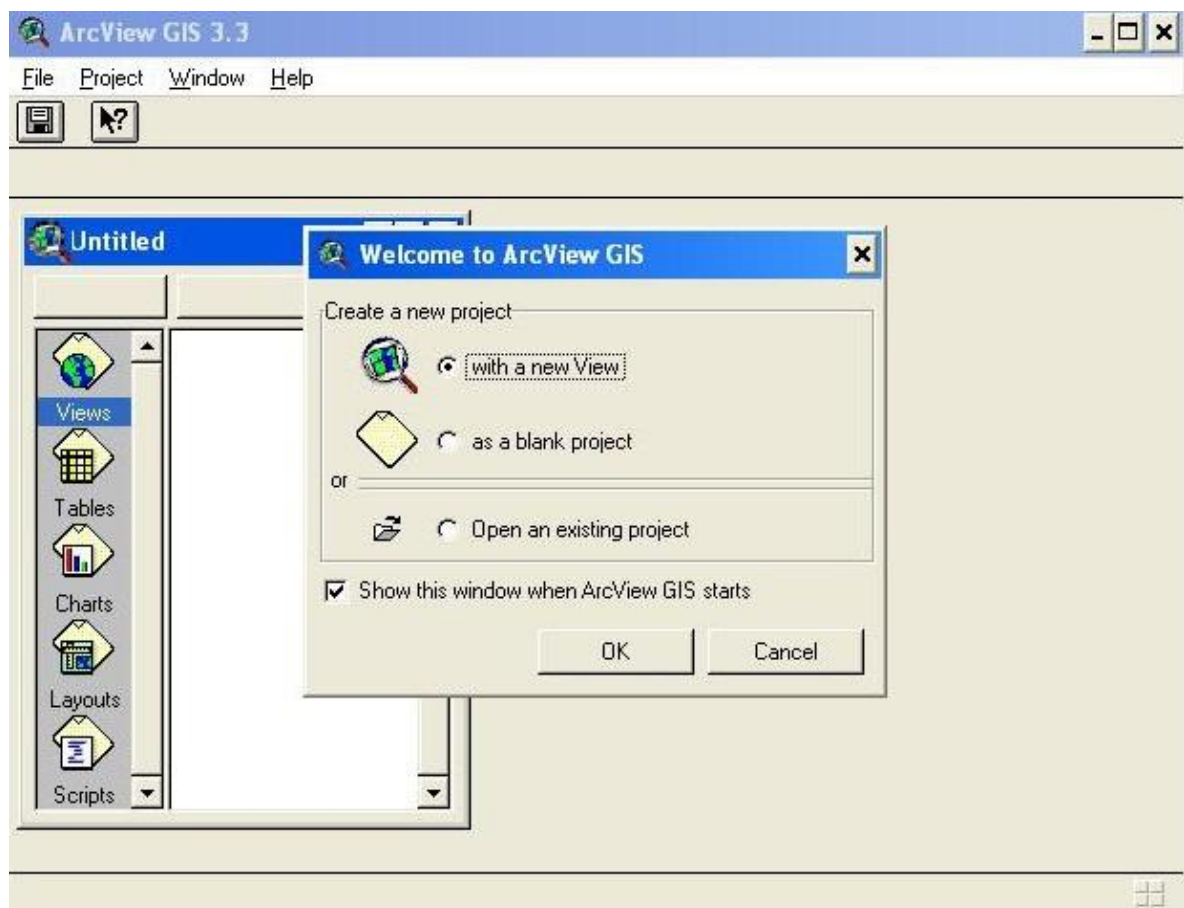 ArcView GIS 3.3
File Project Window Help
Untitled
Views
Tables
Charts
Layouts
Scripts
Welcome to ArcView GIS
Create a new project
with a new View
as a blank project
or
Open an existing project
Show this window when ArcView GIS starts
OK Cancel